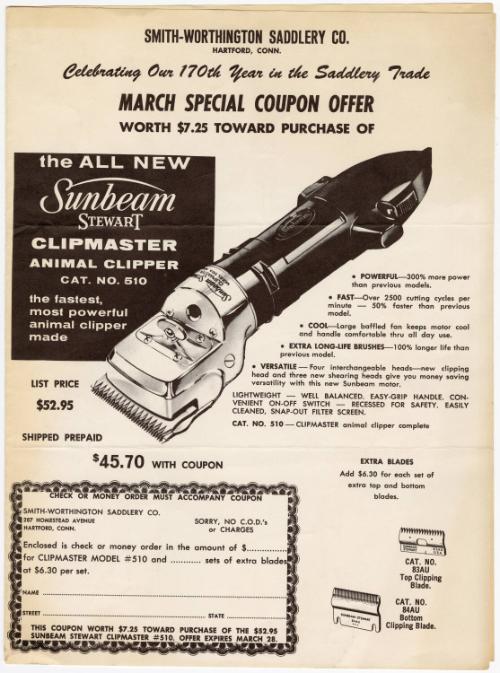 SMITH-WORTHINGTON SADDLERY CO.
HARTFORD, CONN.
Celebrating Our 170th Year in the Saddlery Trade
MARCH SPECIAL COUPON OFFER
WORTH $7.25 TOWARD PURCHASE OF
the ALL NEW
Sunbeam
STEWART
CLIPMASTER
ANIMAL CLIPPER
CAT. NO. 510
the fastest,
most powerful
animal clipper
made
• POWERFUL—300% more power
than previous models.
• FAST—Over 2500 cutting cycles per
minute — 50% faster than previous
model.
• COOL—Large baffled fan keeps motor cool
and handle comfortable thru all day use.
• EXTRA LONG-LIFE BRUSHES—100% longer life than
previous model.
• VERSATILE — Four interchangeable heads—new clipping
head and three new shearing heads give you money saving
versatility with this new Sunbeam motor.
LIGHTWEIGHT — WELL BALANCED. EASY-GRIP HANDLE. CON-
VENIENT ON-OFF SWITCH — RECESSED FOR SAFETY. EASILY
CLEANED, SNAP-OUT FILTER SCREEN.
CAT. NO. 510—CLIPMASTER animal clipper complete
LIST PRICE
$52.95
SHIPPED PREPAID
$45.70 WITH COUPON
EXTRA BLADES
Add $6.30 for each set of
extra top and bottom
blades.
CAT. NO.
83AU
Top Clipping
Blade.
CAT. NO.
84AU
Bottom
Clipping Blade.
CHECK OR MONEY ORDER MUST ACCOMPANY COUPON
SMITH-WORTHINGTON SADDLERY CO.
287 HOMESTEAD AVENUE
HARTFORD, CONN.
SORRY, NO C.O.D.'s
or CHARGES
Enclosed is check or money order in the amount of $............
for CLIPMASTER MODEL #510 and .......... sets of extra blades
at $6.30 per set.
NAME
STREET STATE
THIS COUPON WORTH $7.25 TOWARD PURCHASE OF THE $52.95
SUNBEAM STEWART CLIPMASTER #510. OFFER EXPIRES MARCH 28.